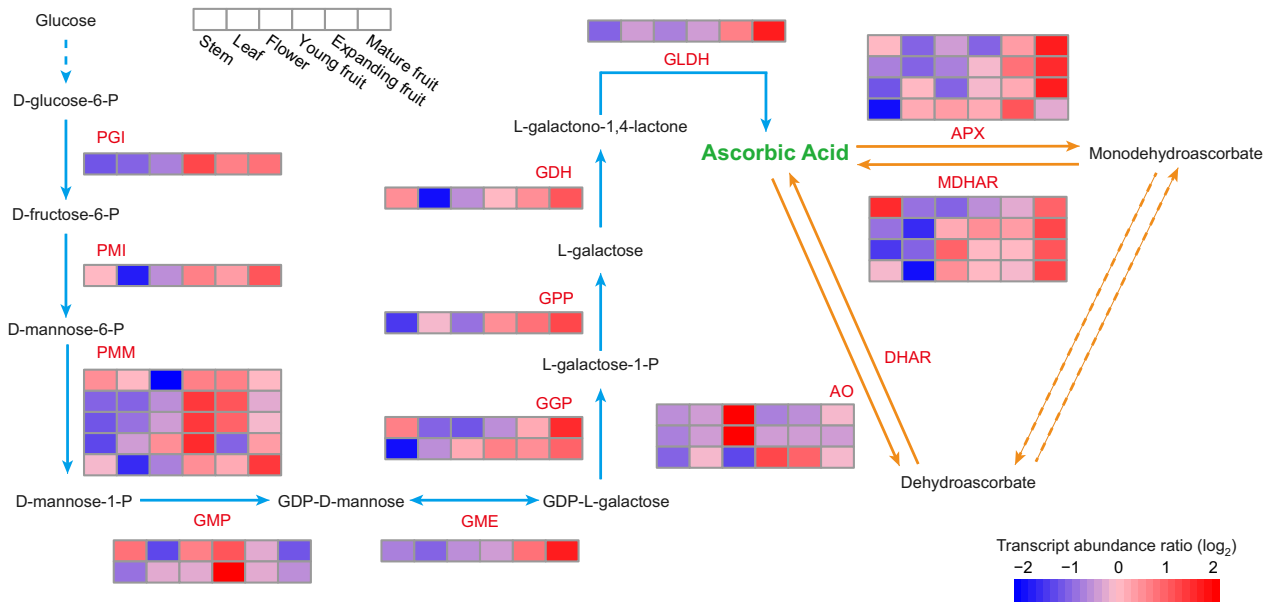 Glucose
Stem
Leaf
Flower
Young fruit
Expanding fruit
Mature fruit
D-glucose-6-P
PGI
D-fructose-6-P
PMI
D-mannose-6-P
PMM
D-mannose-1-P
GMP
GDP-D-mannose
GME
GDP-L-galactose
GGP
L-galactose-1-P
GPP
L-galactose
GDH
L-galactono-1,4-lactone
GLDH
Ascorbic Acid
APX
Monodehydroascorbate
MDHAR
DHAR
AO
Dehydroascorbate
Transcript abundance ratio (log₂)
−2 −1 0 1 2